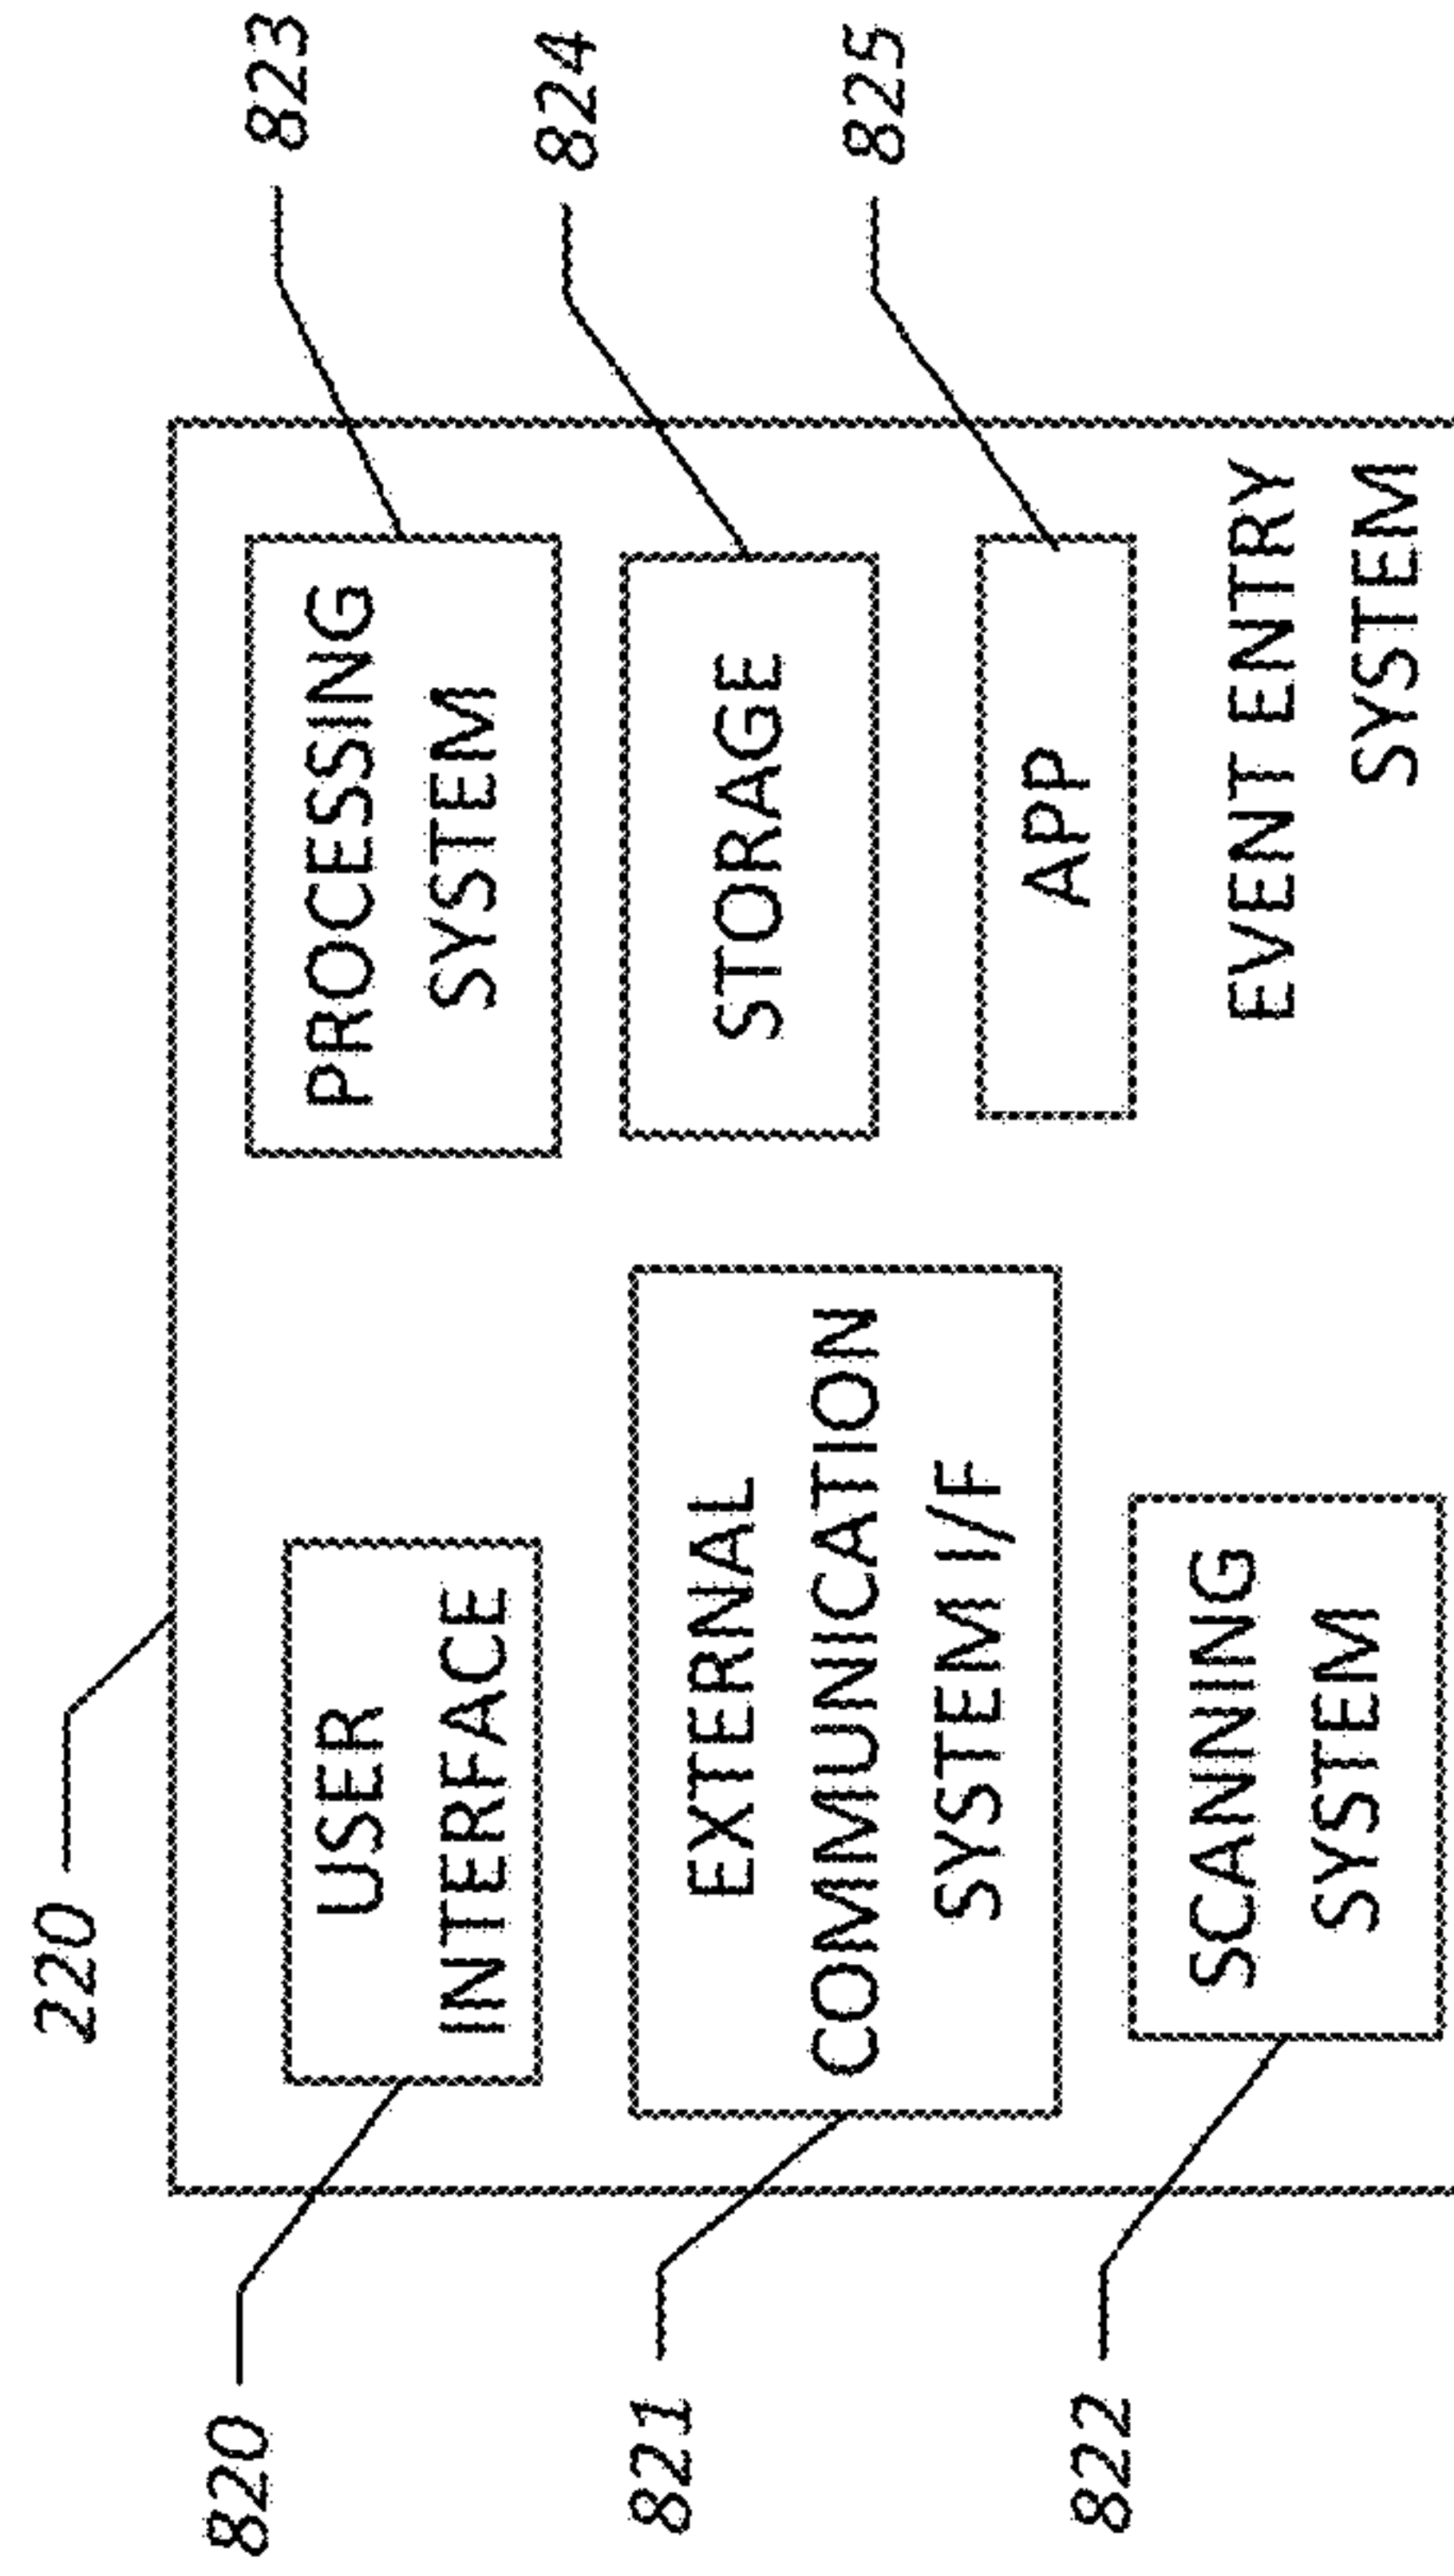 220
820
USER
INTERFACE
821
EXTERNAL
COMMUNICATION
SYSTEM I/F
822
SCANNING
SYSTEM
PROCESSING
SYSTEM
823
STORAGE
824
APP
825
EVENT ENTRY
SYSTEM